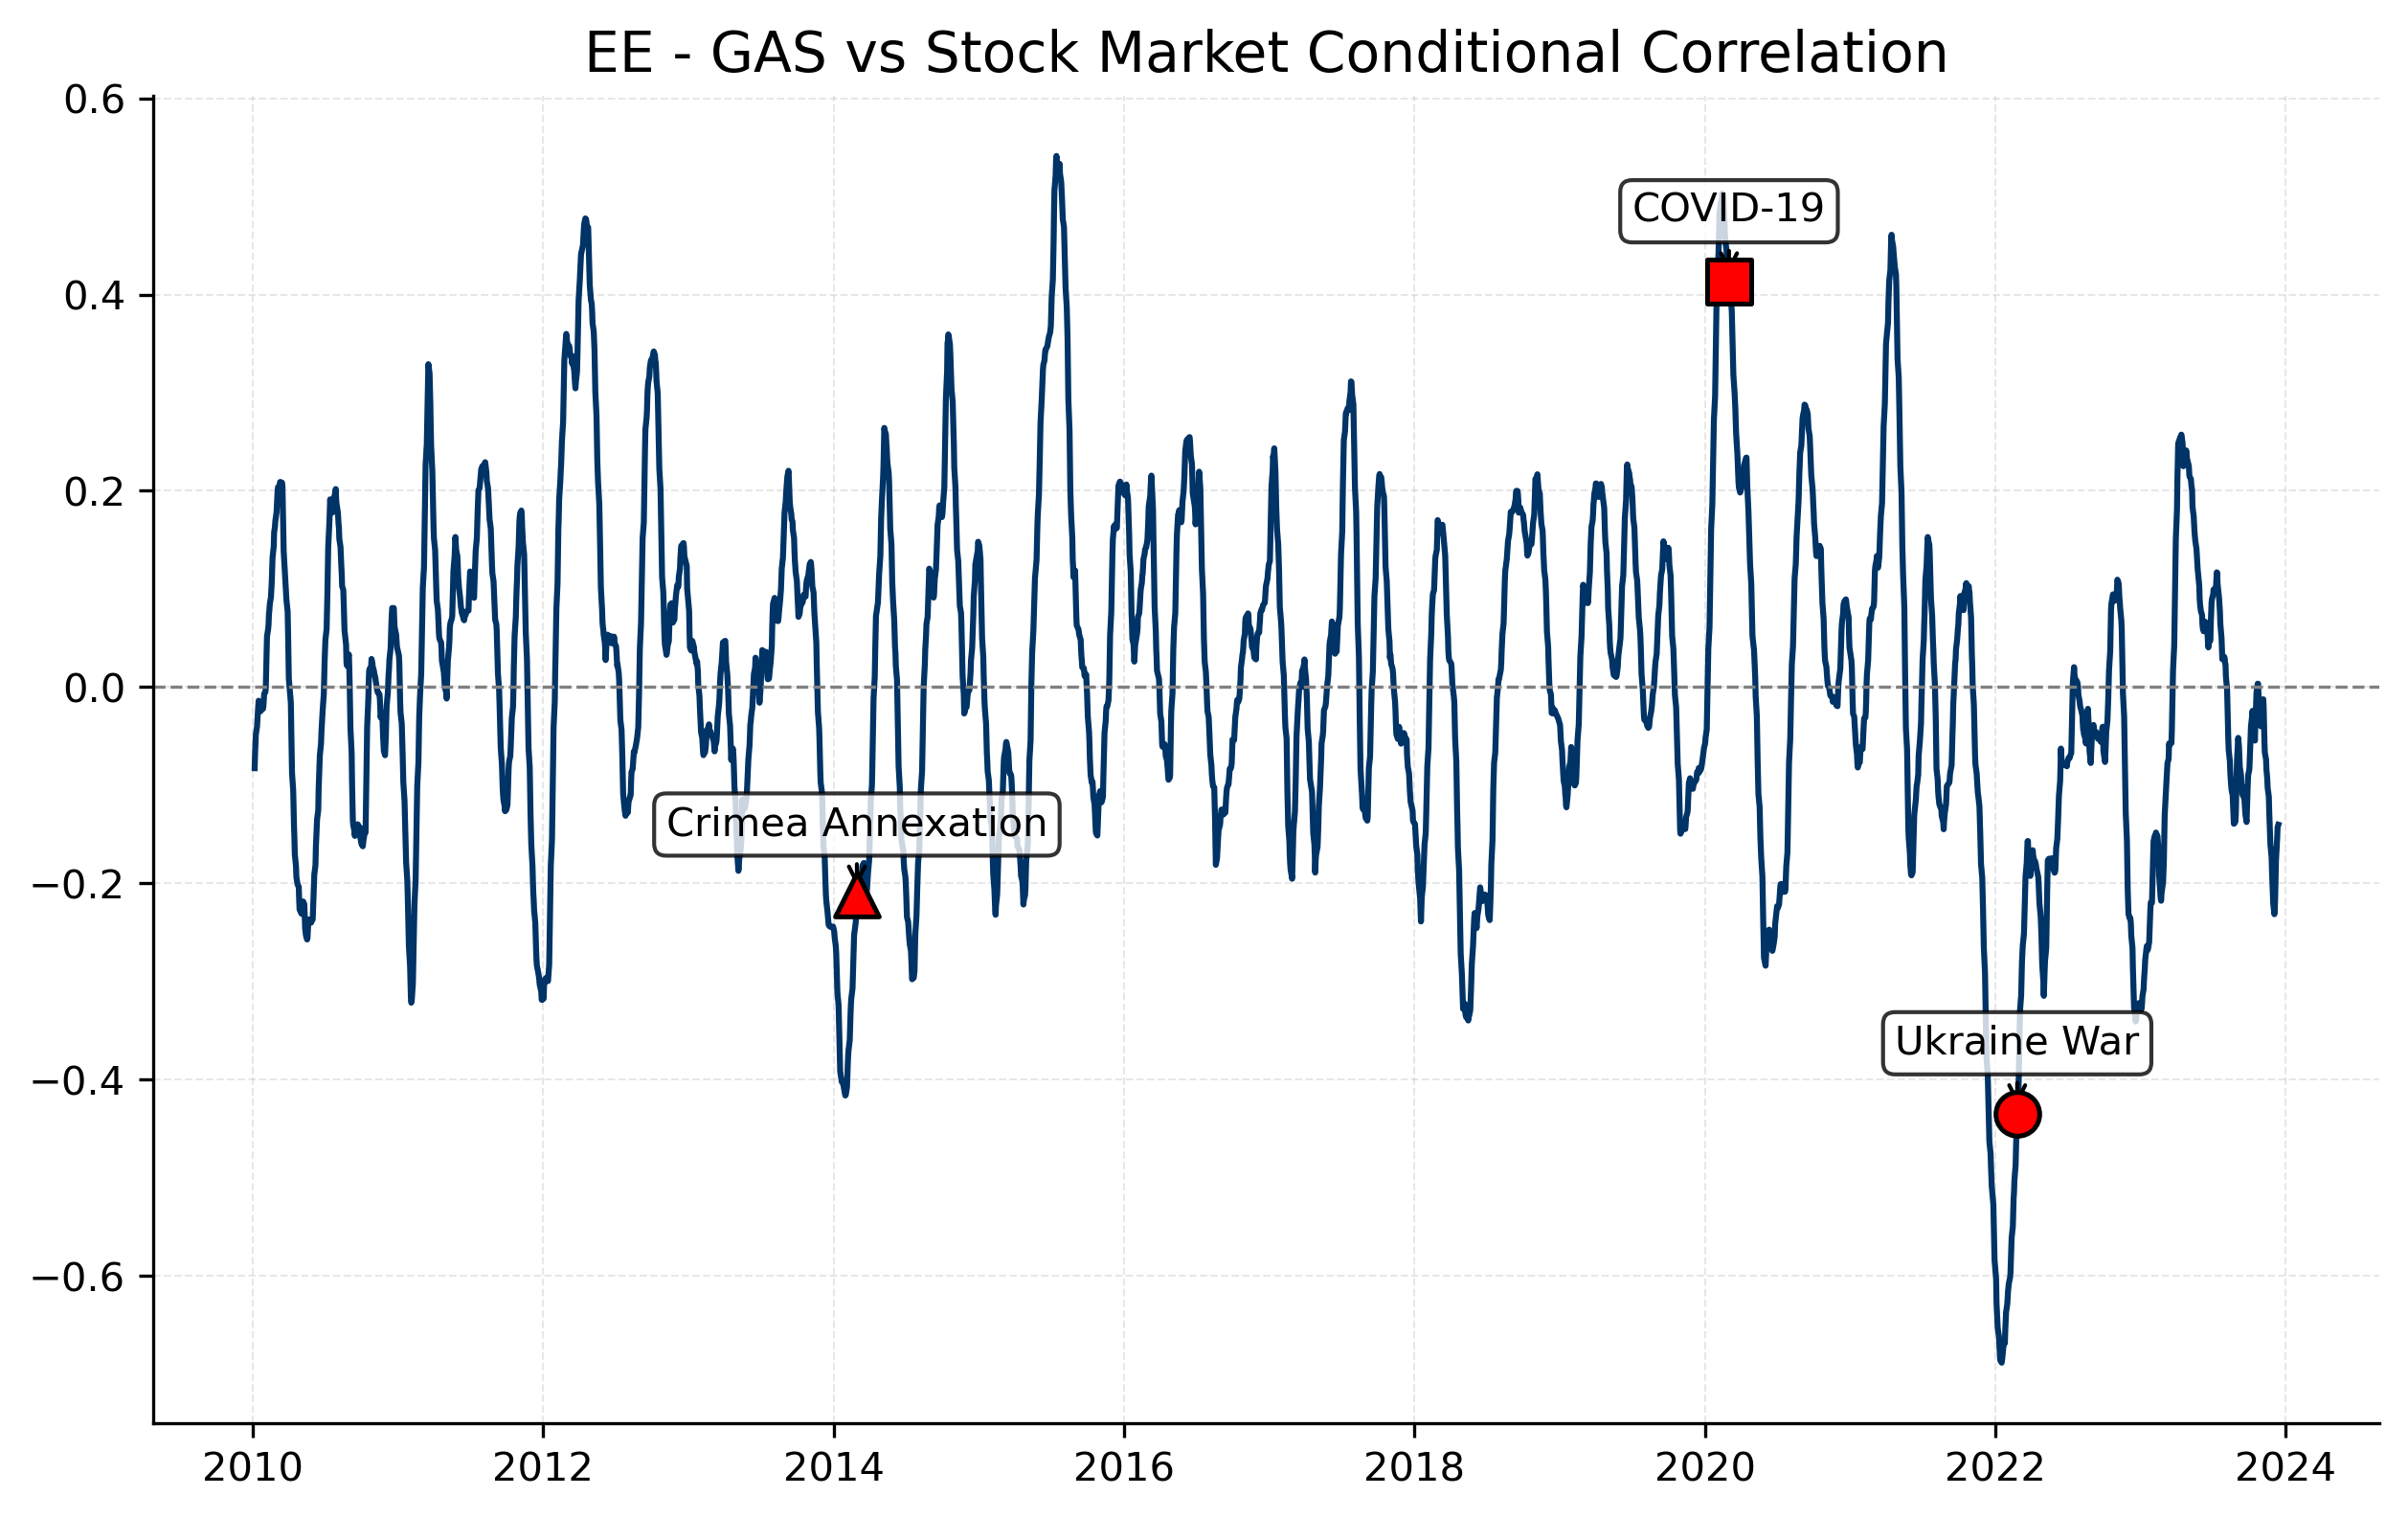 EE - GAS vs Stock Market Conditional Correlation
0.6
COVID-19
0.4
0.2
0.0
Crimea Annexation
−0.2
Ukraine War
−0.4
−0.6
2010 2012 2014 2016 2018 2020 2022 2024